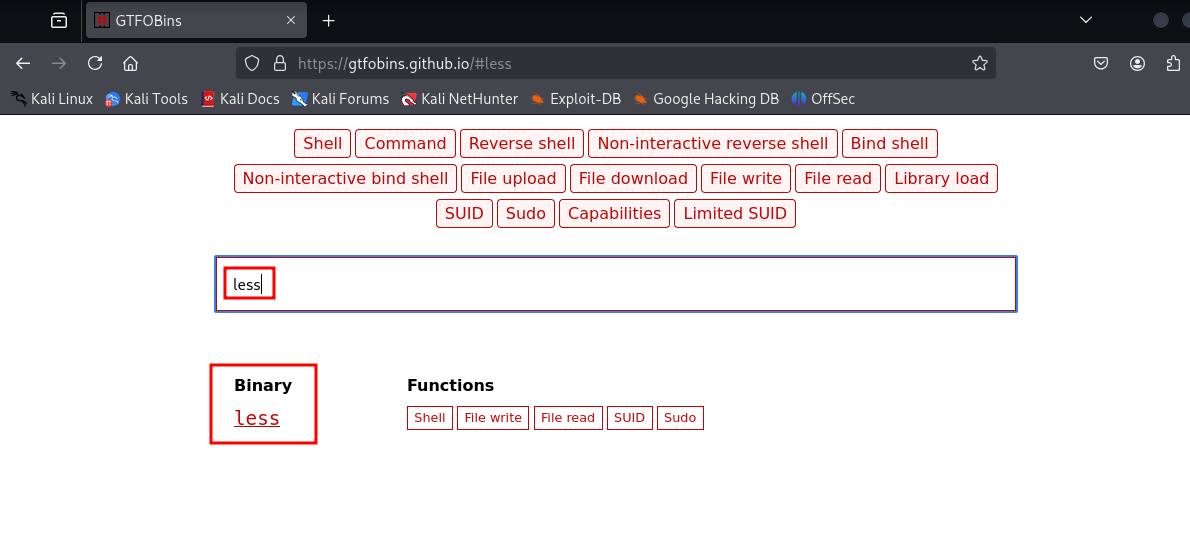 GTFOBins
https://gtfobins.github.io/#less
Kali Linux Kali Tools Kali Docs Kali Forums Kali NetHunter Exploit-DB Google Hacking DB OffSec
Shell Command Reverse shell Non-interactive reverse shell Bind shell
Non-interactive bind shell File upload File download File write File read Library load
SUID Sudo Capabilities Limited SUID
less
Binary Functions
less Shell File write File read SUID Sudo